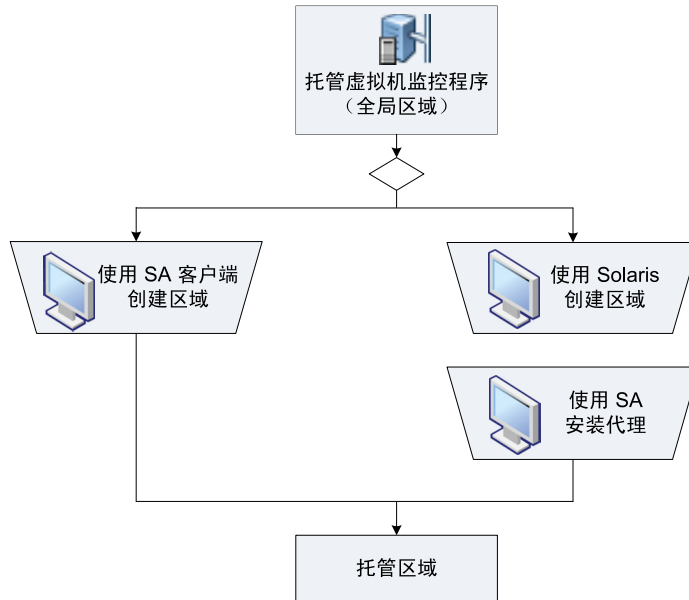 托管虚拟机监控程序
（全局区域）
使用 SA 客户端
创建区域
使用 Solaris
创建区域
使用 SA
安装代理
托管区域